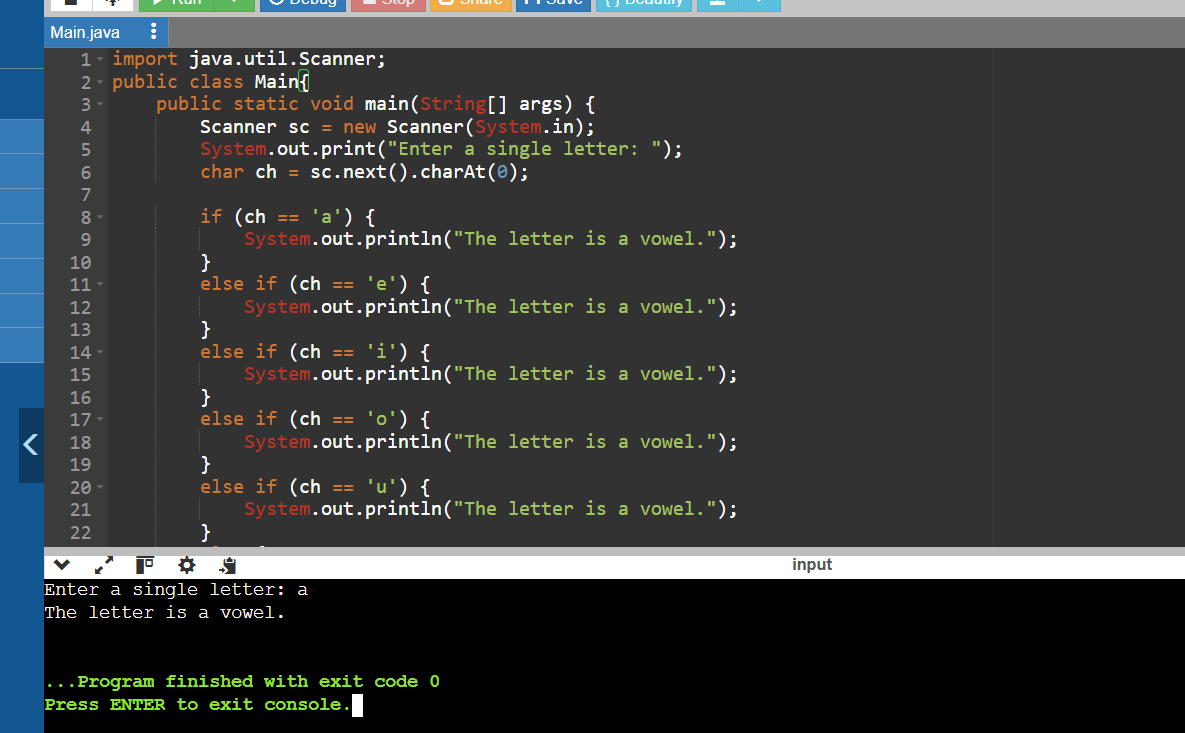 Run Debug Stop Share Save {} Beautify
Main.java
1 import java.util.Scanner;
2 public class Main{
3 public static void main(String[] args) {
4 Scanner sc = new Scanner(System.in);
5 System.out.print("Enter a single letter: ");
6 char ch = sc.next().charAt(0);
7
8 if (ch == 'a') {
9 System.out.println("The letter is a vowel.");
10 }
11 else if (ch == 'e') {
12 System.out.println("The letter is a vowel.");
13 }
14 else if (ch == 'i') {
15 System.out.println("The letter is a vowel.");
16 }
17 else if (ch == 'o') {
18 System.out.println("The letter is a vowel.");
19 }
20 else if (ch == 'u') {
21 System.out.println("The letter is a vowel.");
22 }
input
Enter a single letter: a
The letter is a vowel.
...Program finished with exit code 0
Press ENTER to exit console.